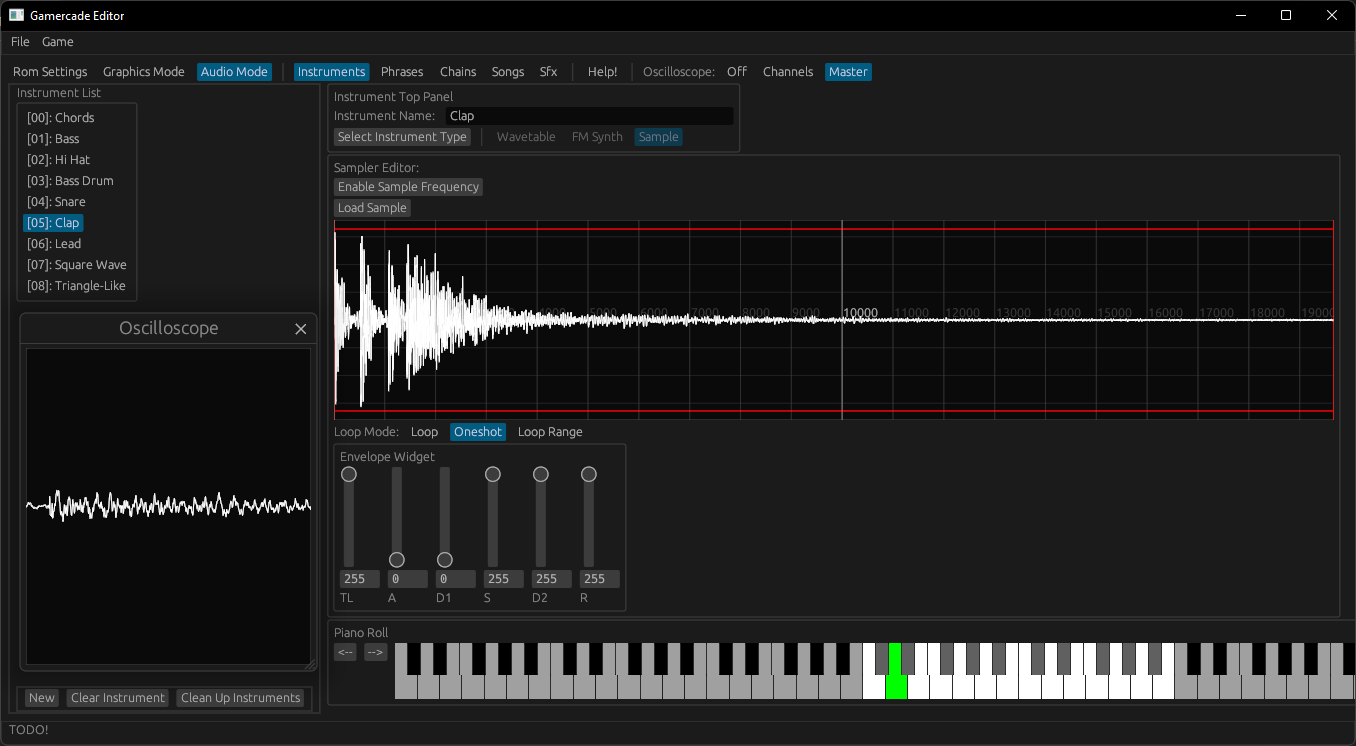 Gamercade Editor
File Game
Rom Settings Graphics Mode Audio Mode Instruments Phrases Chains Songs Sfx Help! Oscilloscope: Off Channels Master
Instrument List
[00]: Chords
[01]: Bass
[02]: Hi Hat
[03]: Bass Drum
[04]: Snare
[05]: Clap
[06]: Lead
[07]: Square Wave
[08]: Triangle-Like
Oscilloscope
New Clear Instrument Clean Up Instruments
Instrument Top Panel
Instrument Name: Clap
Select Instrument Type Wavetable FM Synth Sample
Sampler Editor:
Enable Sample Frequency
Load Sample
5000 6000 7000 8000 9000 10000 11000 12000 13000 14000 15000 16000 17000 18000 19000
Loop Mode: Loop Oneshot Loop Range
Envelope Widget
255 0 0 255 255 255
TL A D1 S D2 R
Piano Roll
<-- -->
TODO!